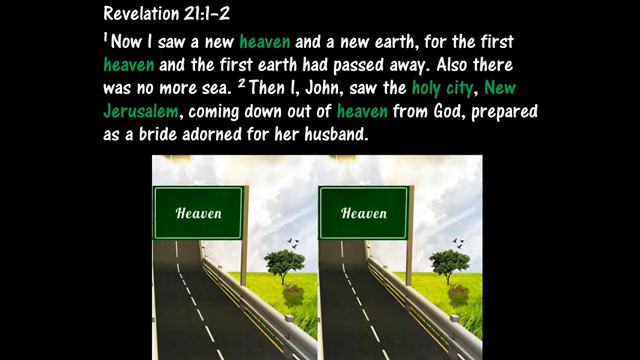 Revelation 21:1-2
¹ Now I saw a new heaven and a new earth, for the first
heaven and the first earth had passed away. Also there
was no more sea. ² Then I, John, saw the holy city, New
Jerusalem, coming down out of heaven from God, prepared
as a bride adorned for her husband.
Heaven
Heaven